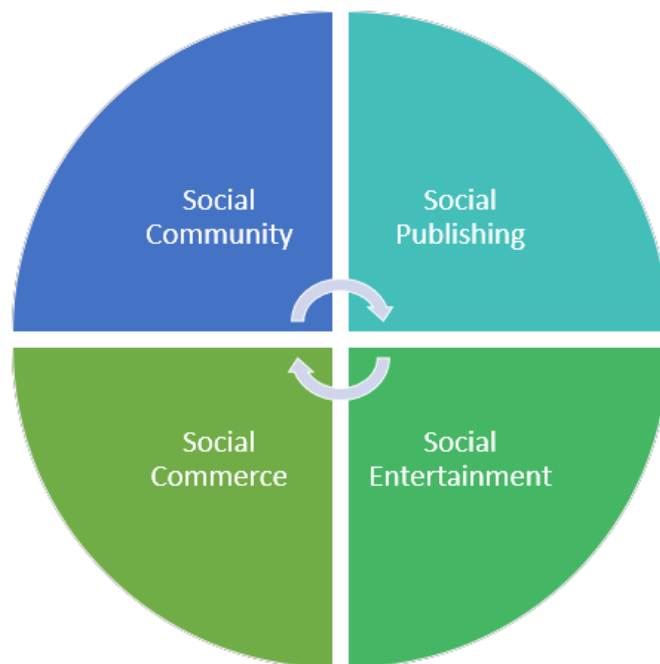 Social
Community
Social
Publishing
Social
Commerce
Social
Entertainment